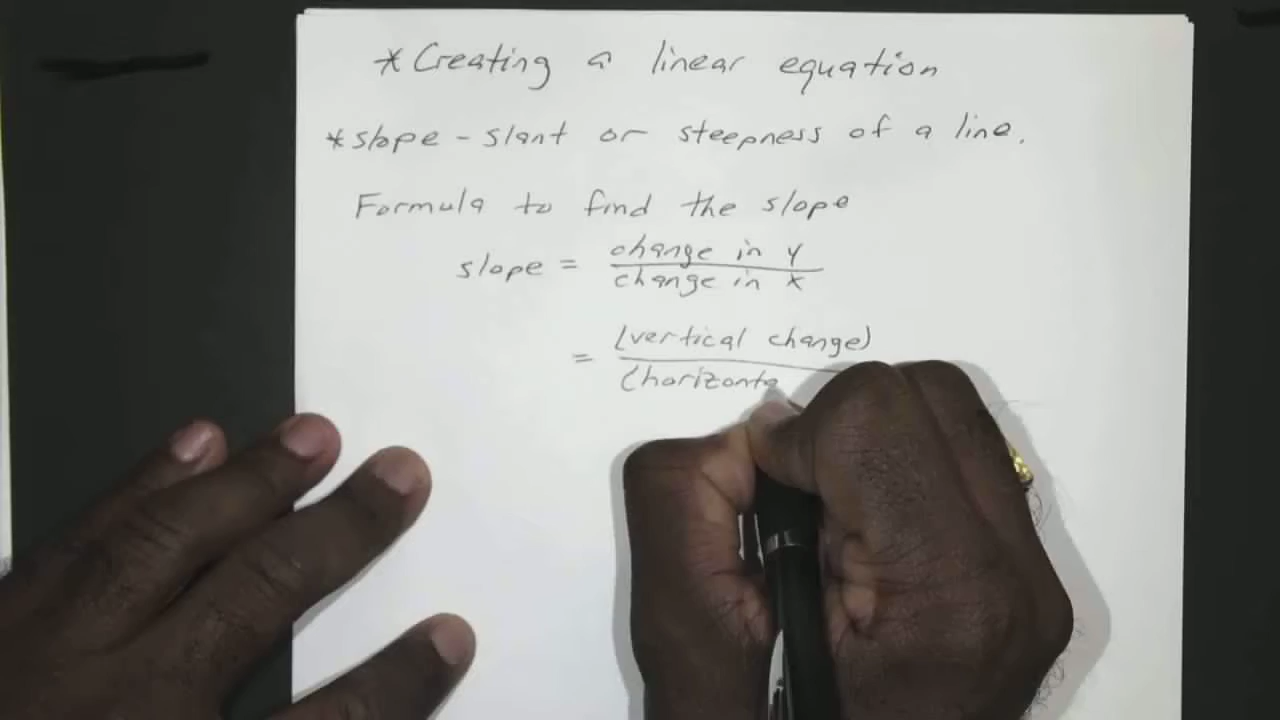 *Creating a linear equation
*slope - slant or steepness of a line.
Formula to find the slope
slope = change in y
change in x
= (vertical change)
(horizonta